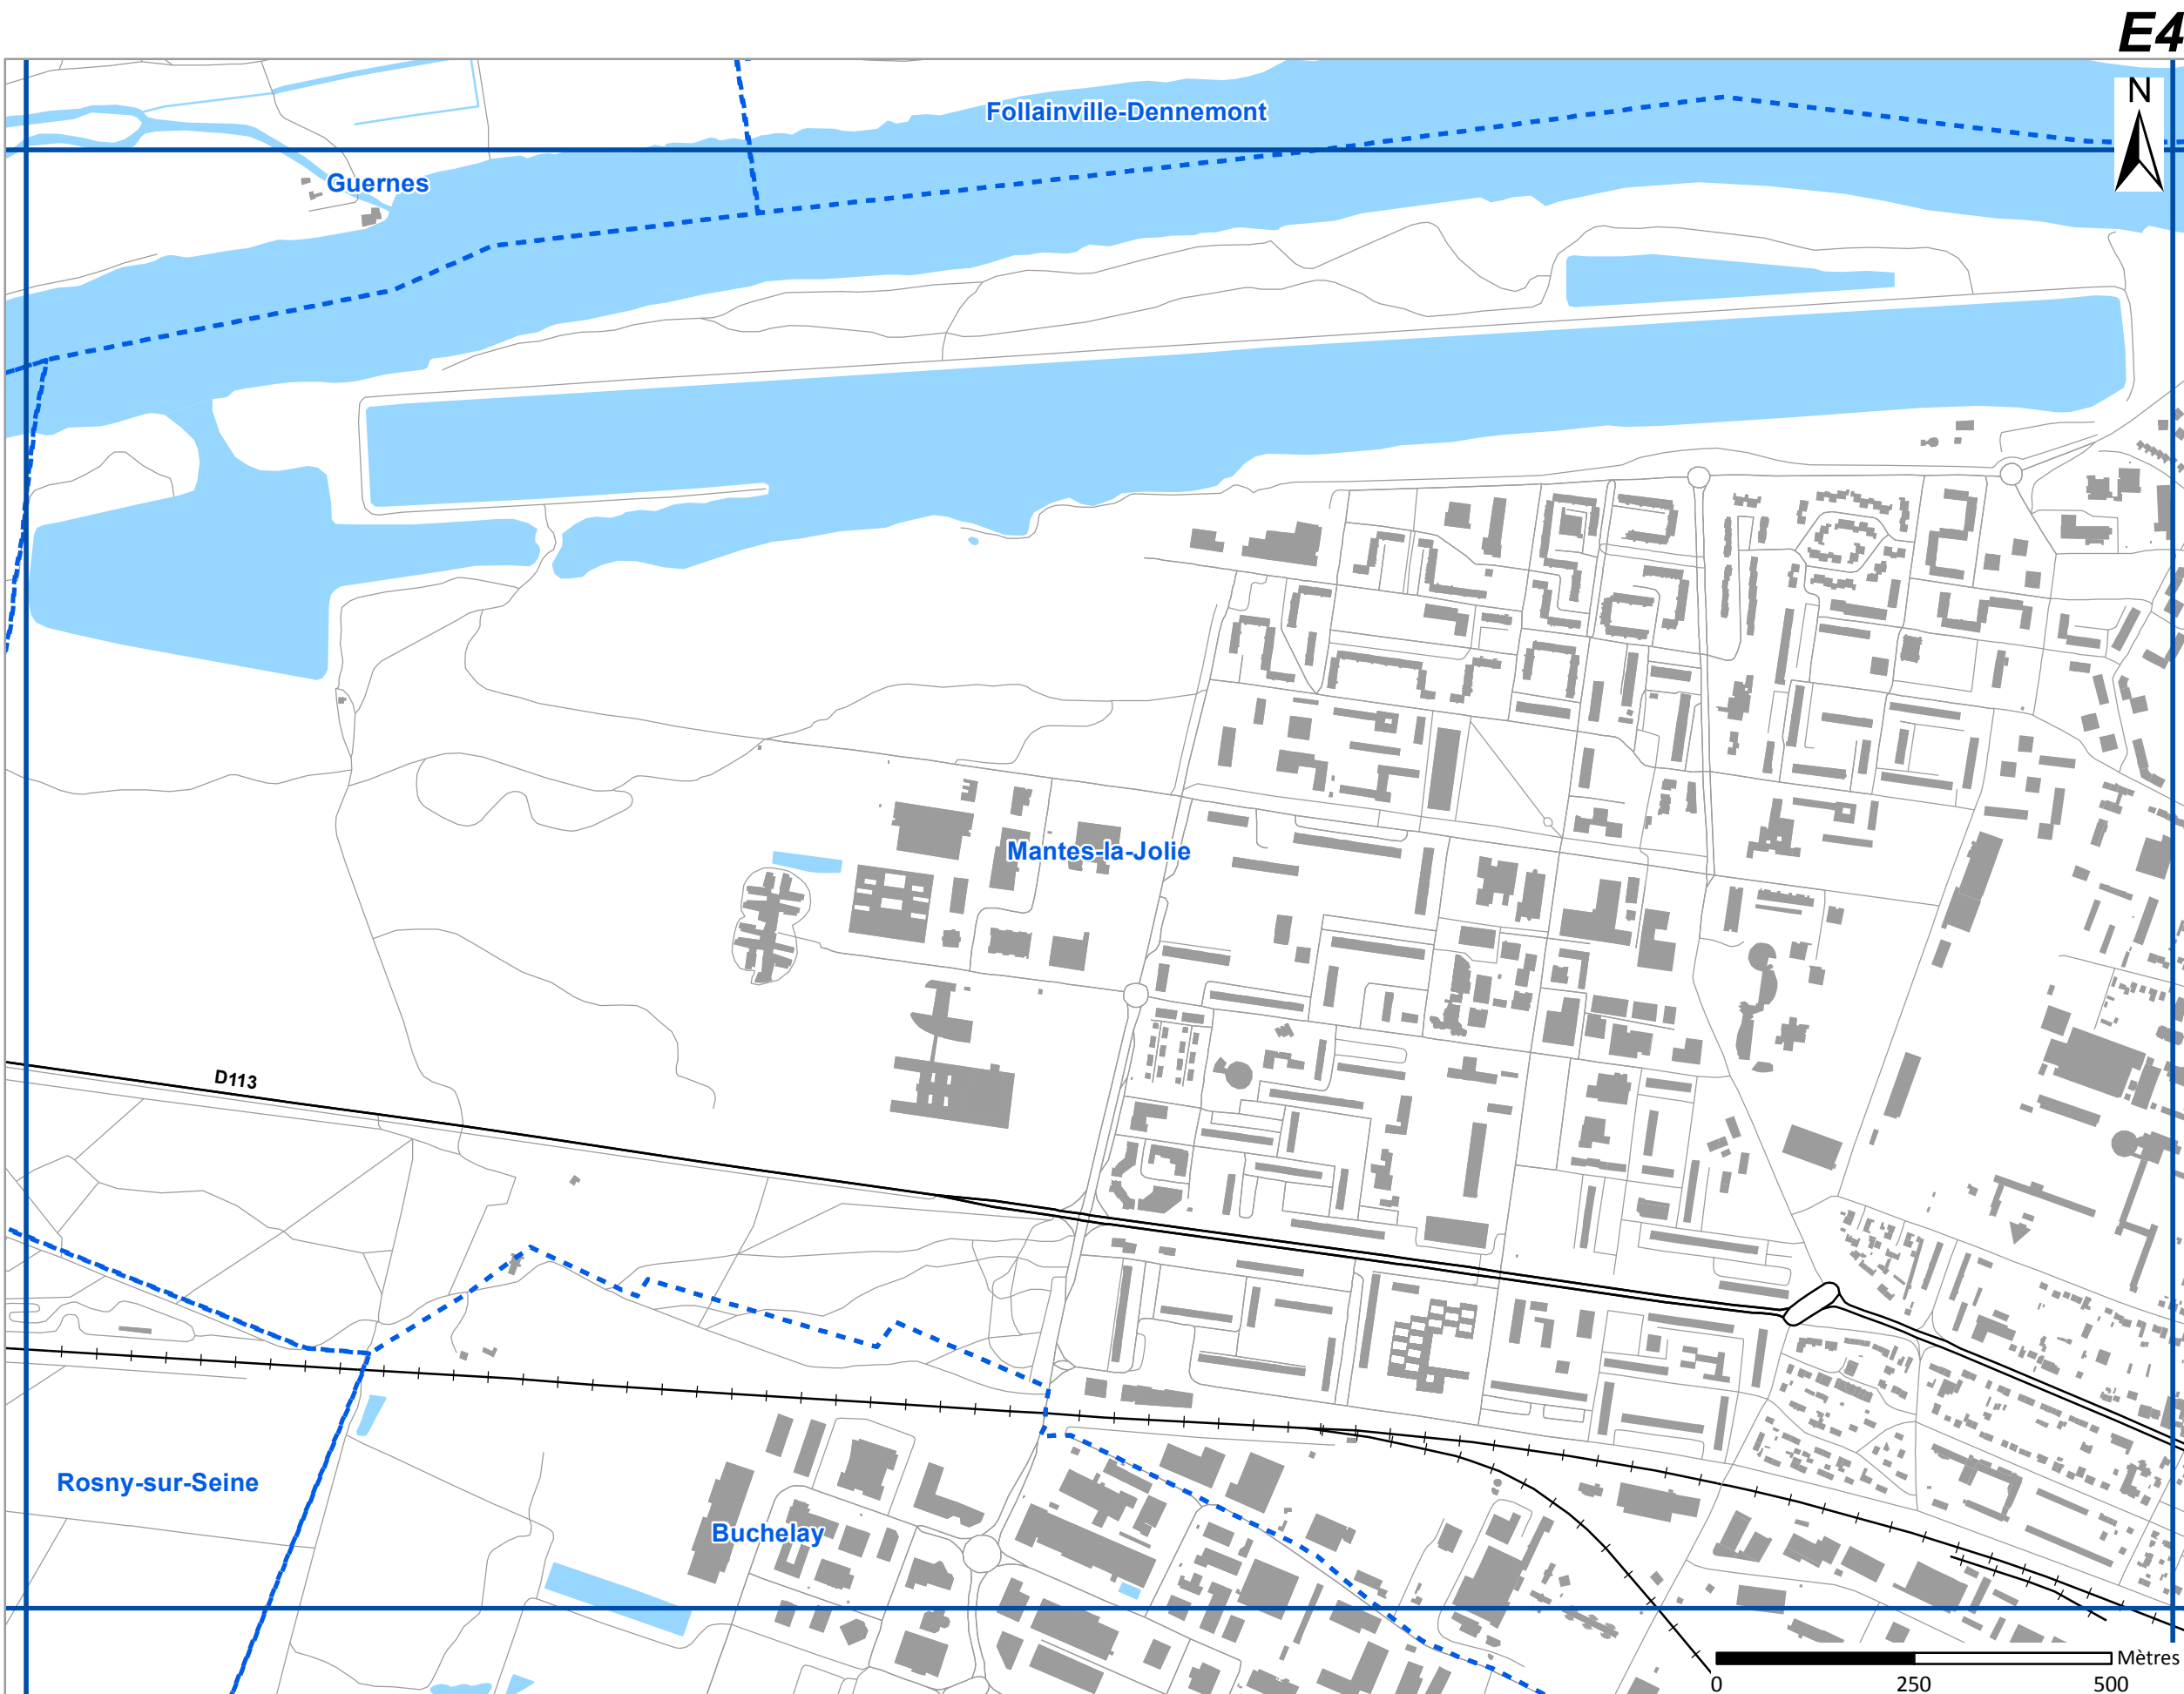 E4
N
Follainville-Dennemont
Guernes
Mantes-la-Jolie
D113
Rosny-sur-Seine
Buchelay
Mètres
0 250 500